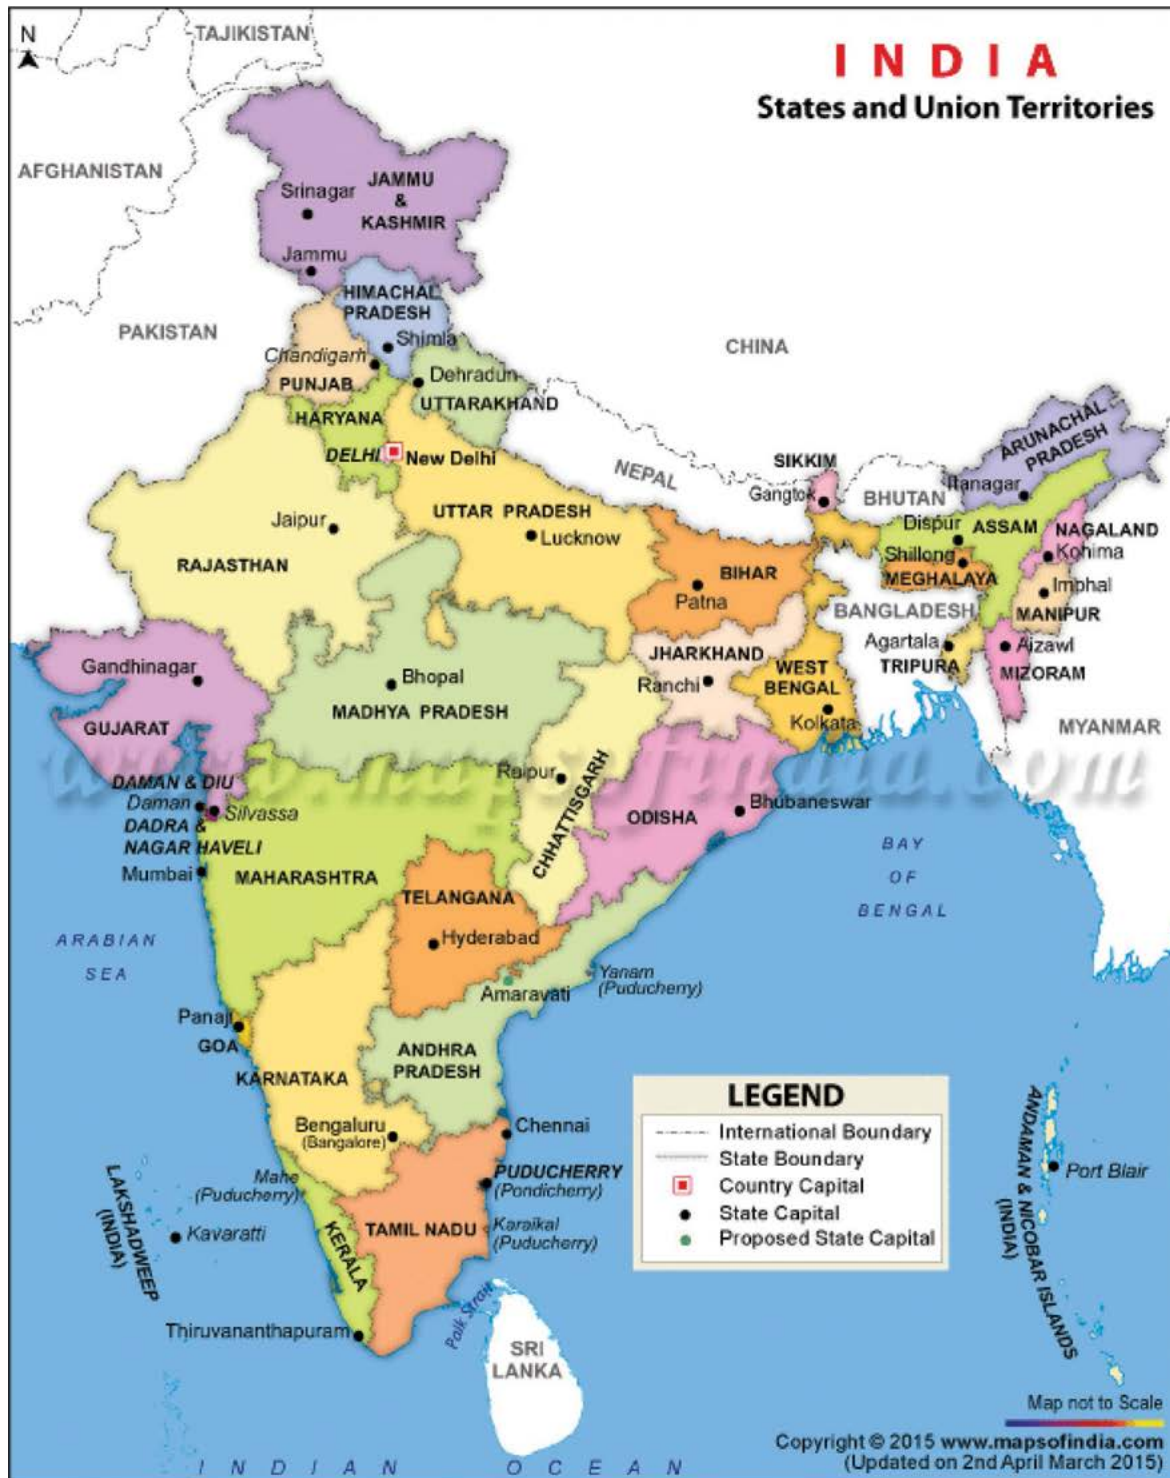 N
TAJIKISTAN
INDIA
States and Union Territories
AFGHANISTAN
Srinagar
JAMMU
&
KASHMIR
Jammu
HIMACHAL
PRADESH
PAKISTAN
Shimla
CHINA
Chandigarh
PUNJAB
Dehradun
UTTARAKHAND
HARYANA
DELHI
New Delhi
ARUNACHAL
PRADESH
NEPAL
SIKKIM
Gangtok
BHUTAN
Itanagar
Jaipur
UTTAR PRADESH
Lucknow
Dispur
ASSAM
NAGALAND
Shillong
Kohima
RAJASTHAN
BIHAR
MEGHALAYA
Imphal
Patna
BANGLADESH
MANIPUR
Gandhinagar
Bhopal
JHARKHAND
Ranchi
WEST
BENGAL
Agartala
TRIPURA
Aizawl
MIZORAM
GUJARAT
MADHYA PRADESH
Kolkata
MYANMAR
www.mapsofindia.com
DAMAN & DIU
Daman
Silvassa
DADRA &
NAGAR HAVELI
Mumbai
MAHARASHTRA
Raipur
CHHATTISGARH
ODISHA
Bhubaneswar
TELANGANA
Hyderabad
BAY
OF
BENGAL
ARABIAN
SEA
Amaravati
Yanam
(Puducherry)
Panaji
GOA
KARNATAKA
ANDHRA
PRADESH
Bengaluru
(Bangalore)
Chennai
LEGEND
International Boundary
State Boundary
Country Capital
State Capital
Proposed State Capital
Mahe
(Puducherry)
PUDUCHERRY
(Pondicherry)
LAKSHADWEEP
(INDIA)
Kavaratti
KERALA
TAMIL NADU
Karaikal
(Puducherry)
ANDAMAN & NICOBAR ISLANDS
(INDIA)
Port Blair
Thiruvananthapuram
Palk Strait
SRI
LANKA
INDIAN OCEAN
Map not to Scale
Copyright © 2015 www.mapsofindia.com
(Updated on 2nd April March 2015)